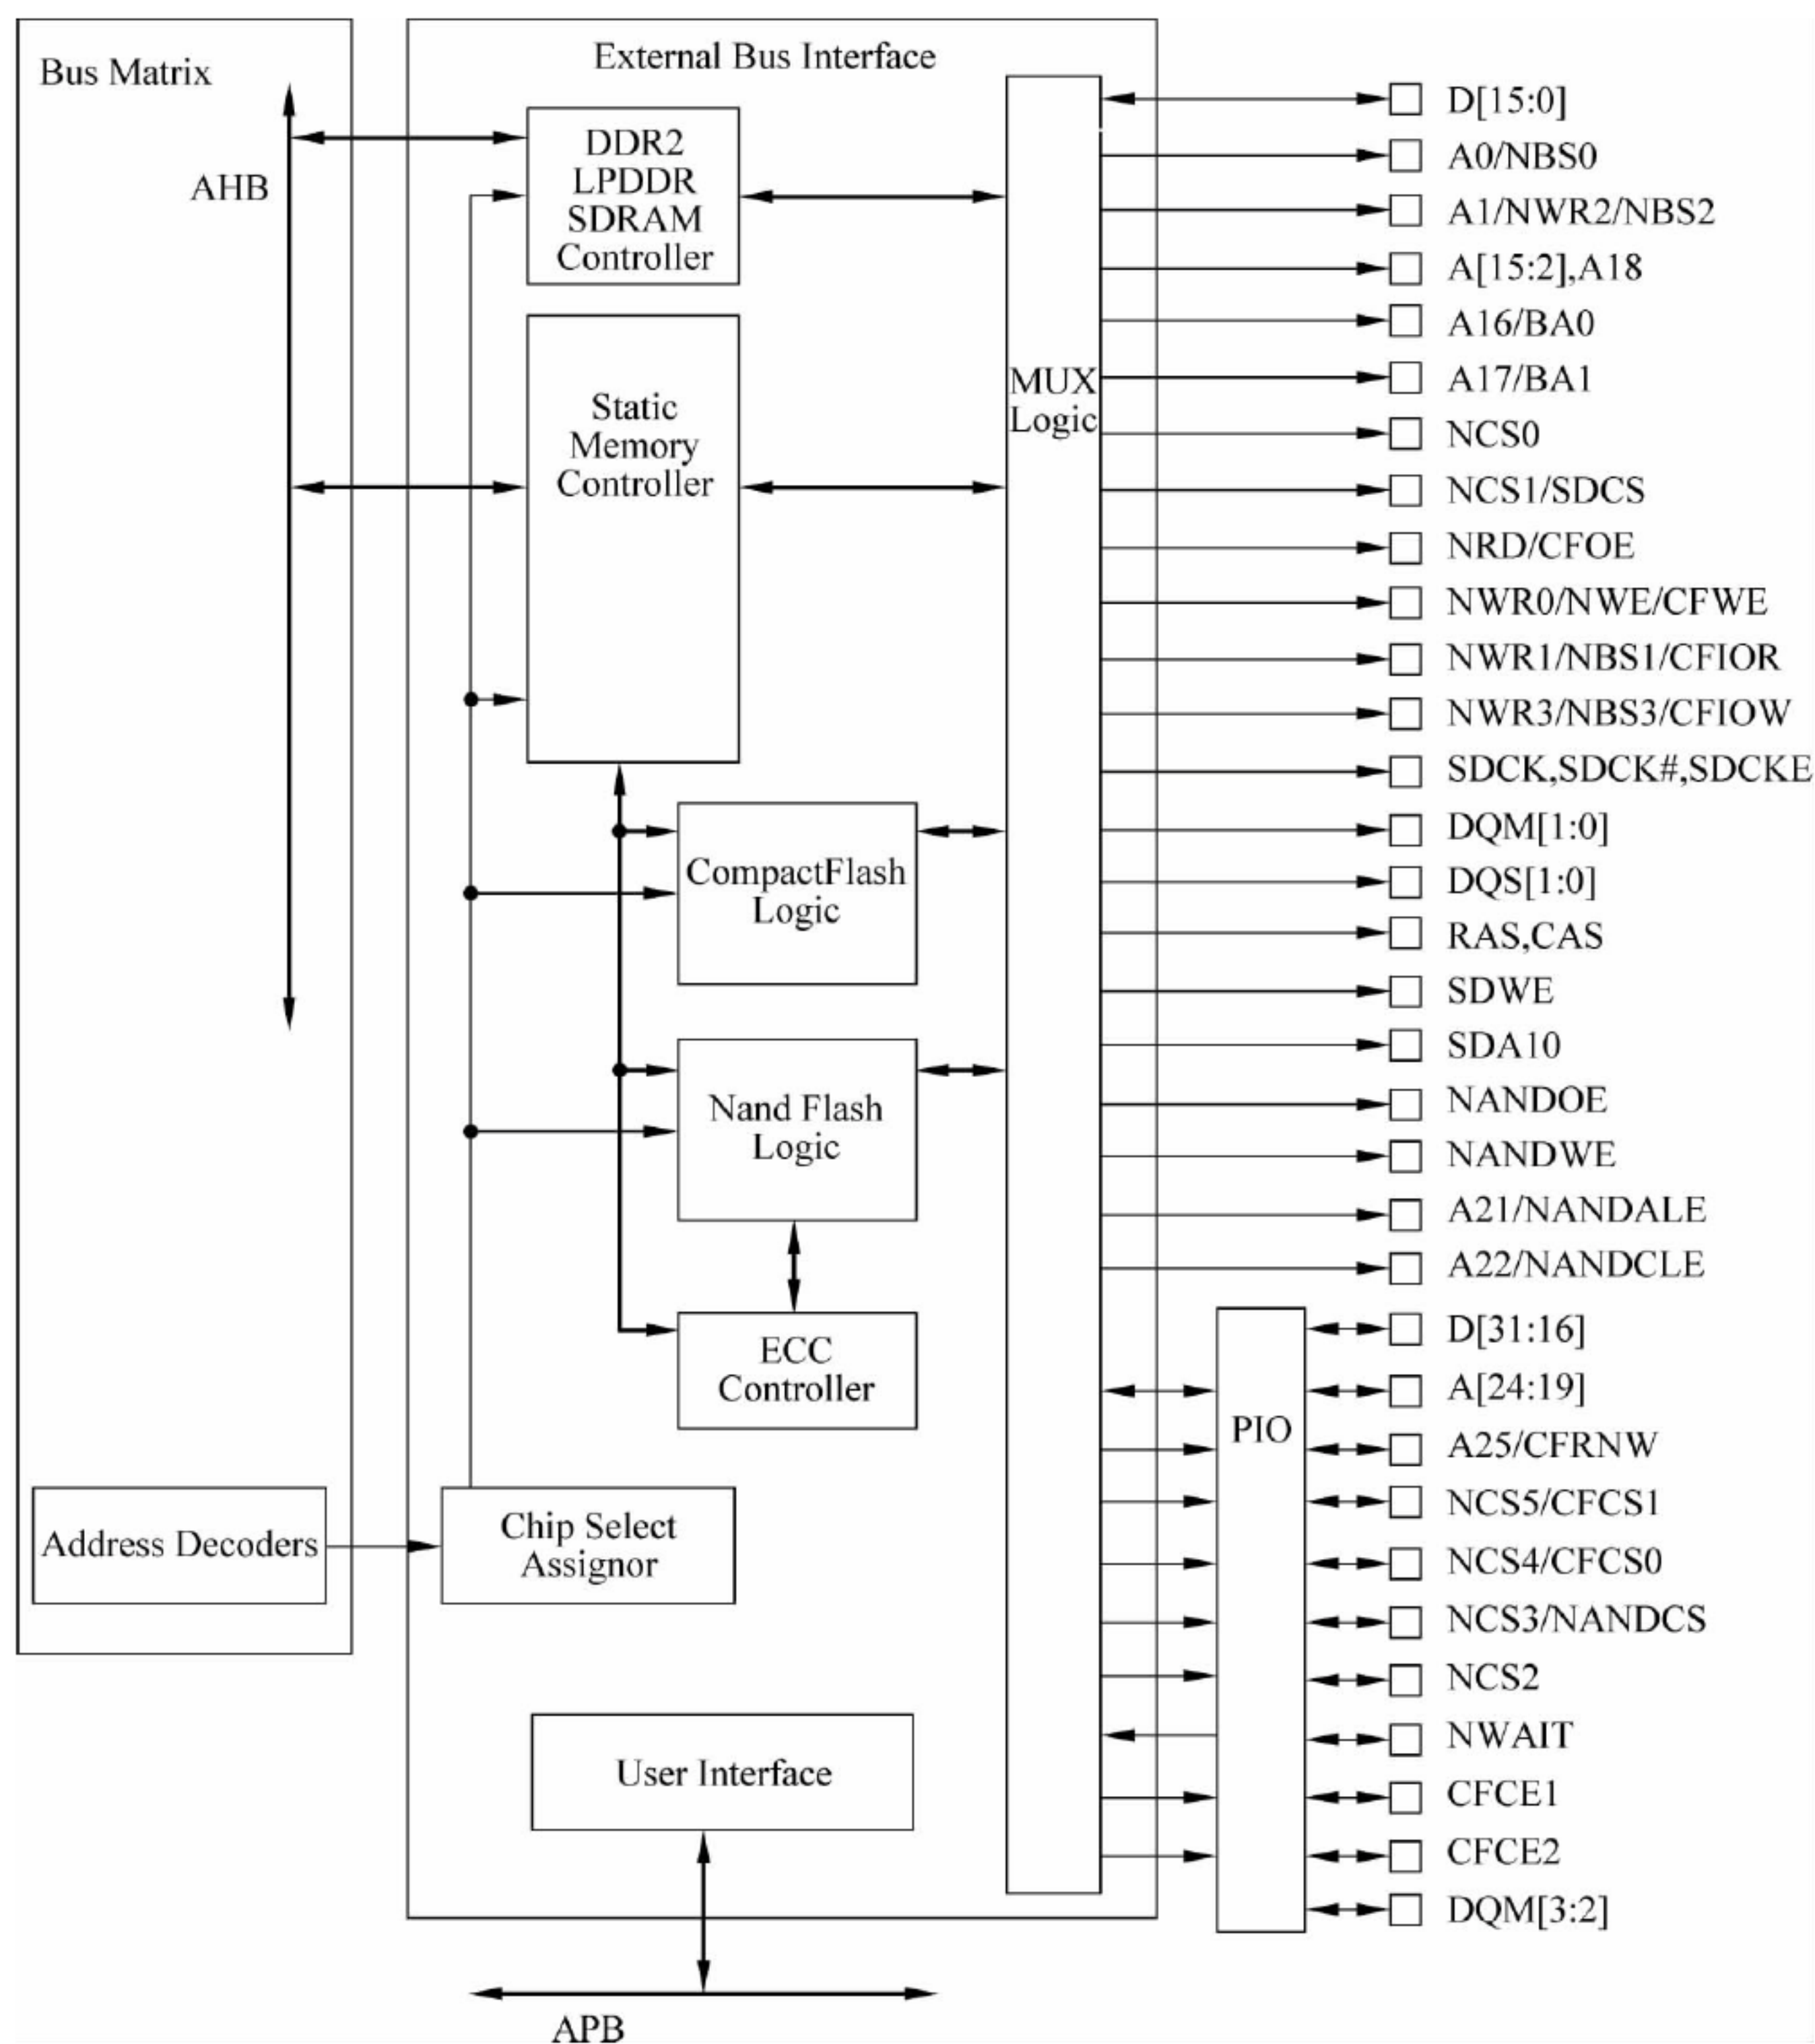 Bus Matrix
AHB
Address Decoders
External Bus Interface
DDR2
LPDDR
SDRAM
Controller
Static
Memory
Controller
CompactFlash
Logic
Nand Flash
Logic
ECC
Controller
Chip Select
Assignor
User Interface
APB
MUX
Logic
PIO
D[15:0]
A0/NBS0
A1/NWR2/NBS2
A[15:2],A18
A16/BA0
A17/BA1
NCS0
NCS1/SDCS
NRD/CFOE
NWR0/NWE/CFWE
NWR1/NBS1/CFIOR
NWR3/NBS3/CFIOW
SDCK,SDCK#,SDCKE
DQM[1:0]
DQS[1:0]
RAS,CAS
SDWE
SDA10
NANDOE
NANDWE
A21/NANDALE
A22/NANDCLE
D[31:16]
A[24:19]
A25/CFRNW
NCS5/CFCS1
NCS4/CFCS0
NCS3/NANDCS
NCS2
NWAIT
CFCE1
CFCE2
DQM[3:2]